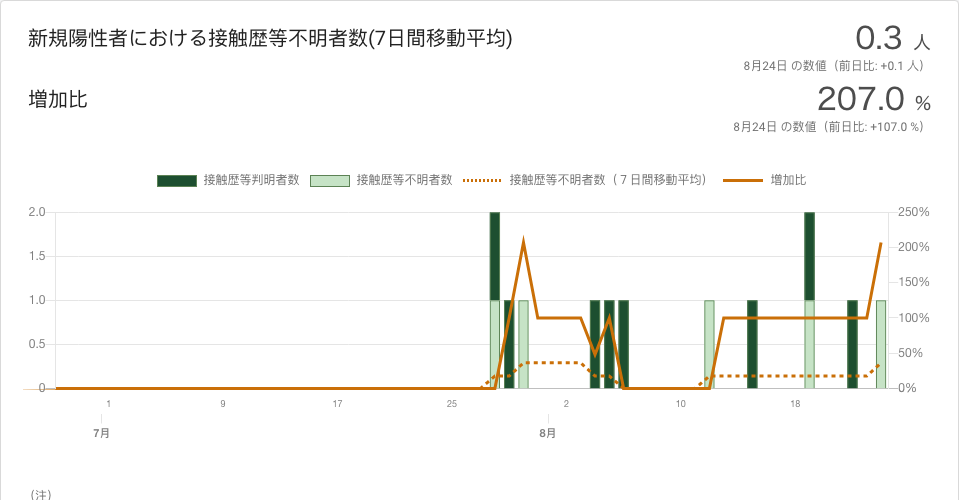 新規陽性者における接触歴等不明者数(7日間移動平均)
0.3 人
8月24日 の数値（前日比: +0.1 人）
増加比
207.0 %
8月24日 の数値（前日比: +107.0 %）
接触歴等判明者数 接触歴等不明者数 接触歴等不明者数（７日間移動平均） 増加比
2.0 250%
200%
1.5
150%
1.0
100%
0.5
50%
0 0%
1 9 17 25 2 10 18
7月 8月
（注）